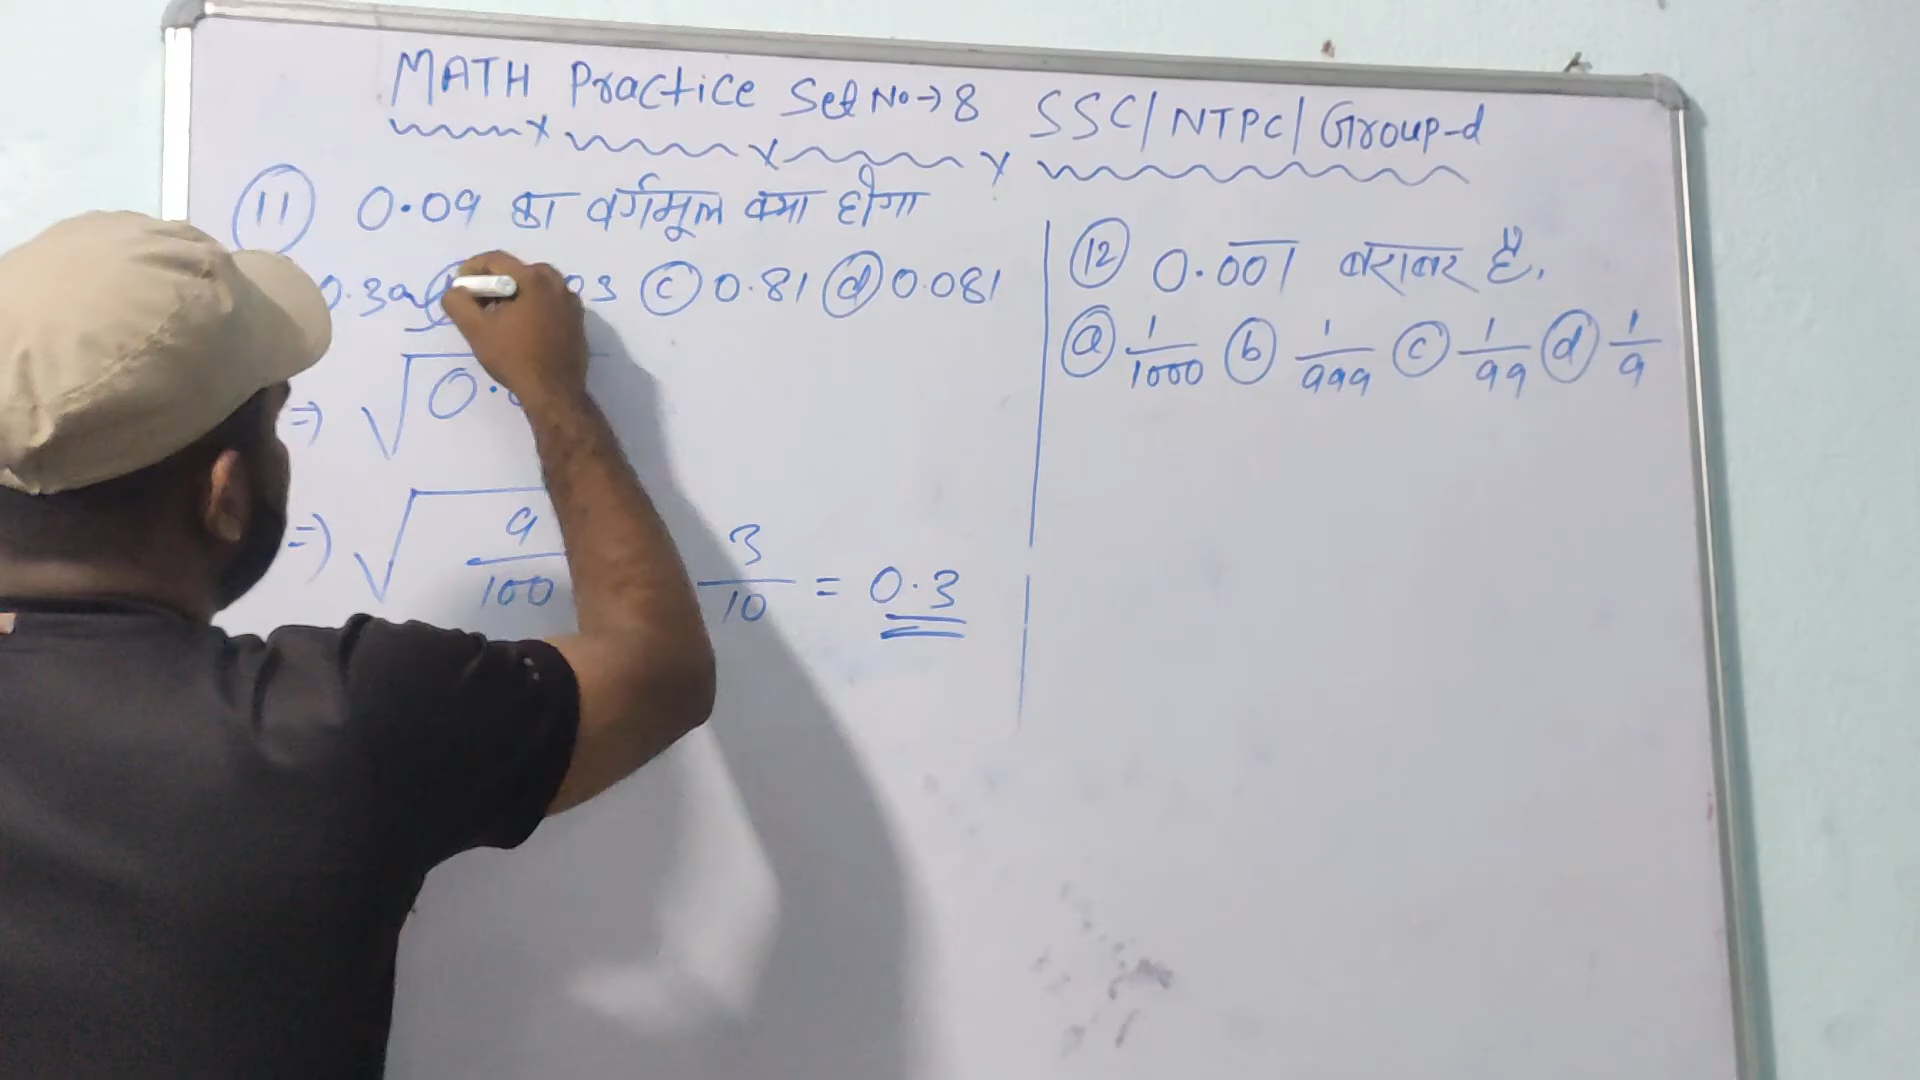 MATH Practice Set No→8 SSC/NTPC/Group-d
11 0.09 का वर्गमूल क्या होगा
0.3 03 c 0.81 d 0.081
⇒ √0.
⇒ √9/100 3/10 = 0.3
12 0.001 बराबर है.
a 1/1000 b 1/999 c 1/99 d 1/9